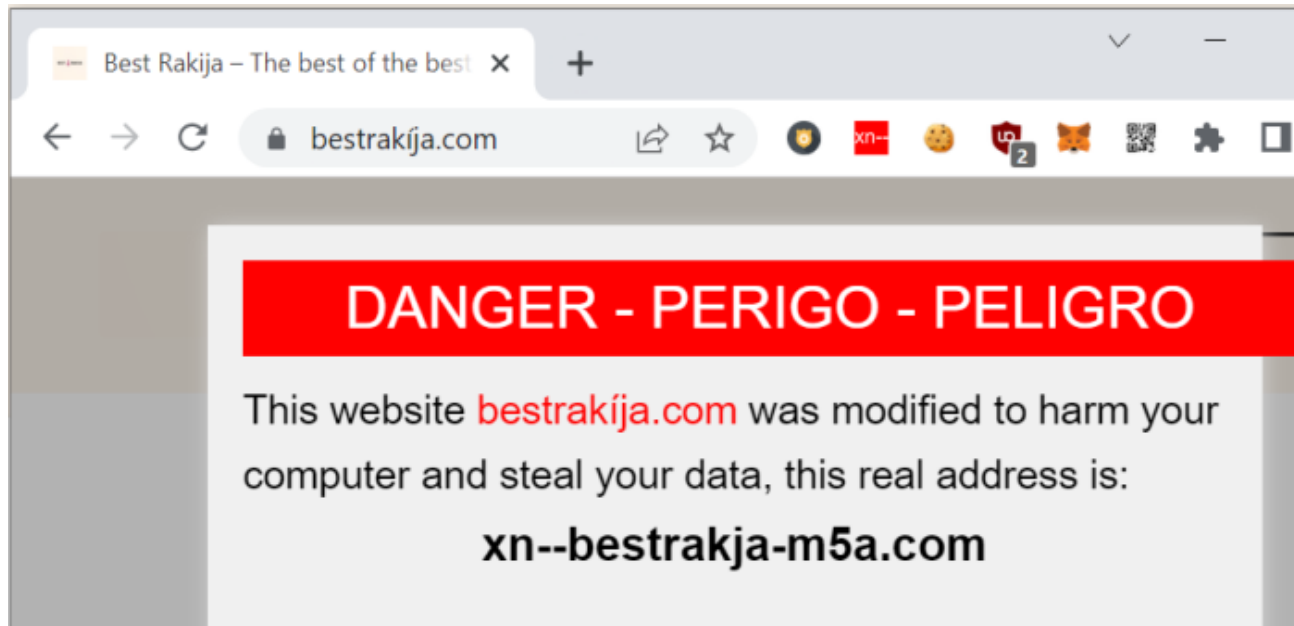 Best Rakija – The best of the best
bestrakíja.com
xn--
2
DANGER - PERIGO - PELIGRO
This website bestrakíja.com was modified to harm your
computer and steal your data, this real address is:
xn--bestrakja-m5a.com